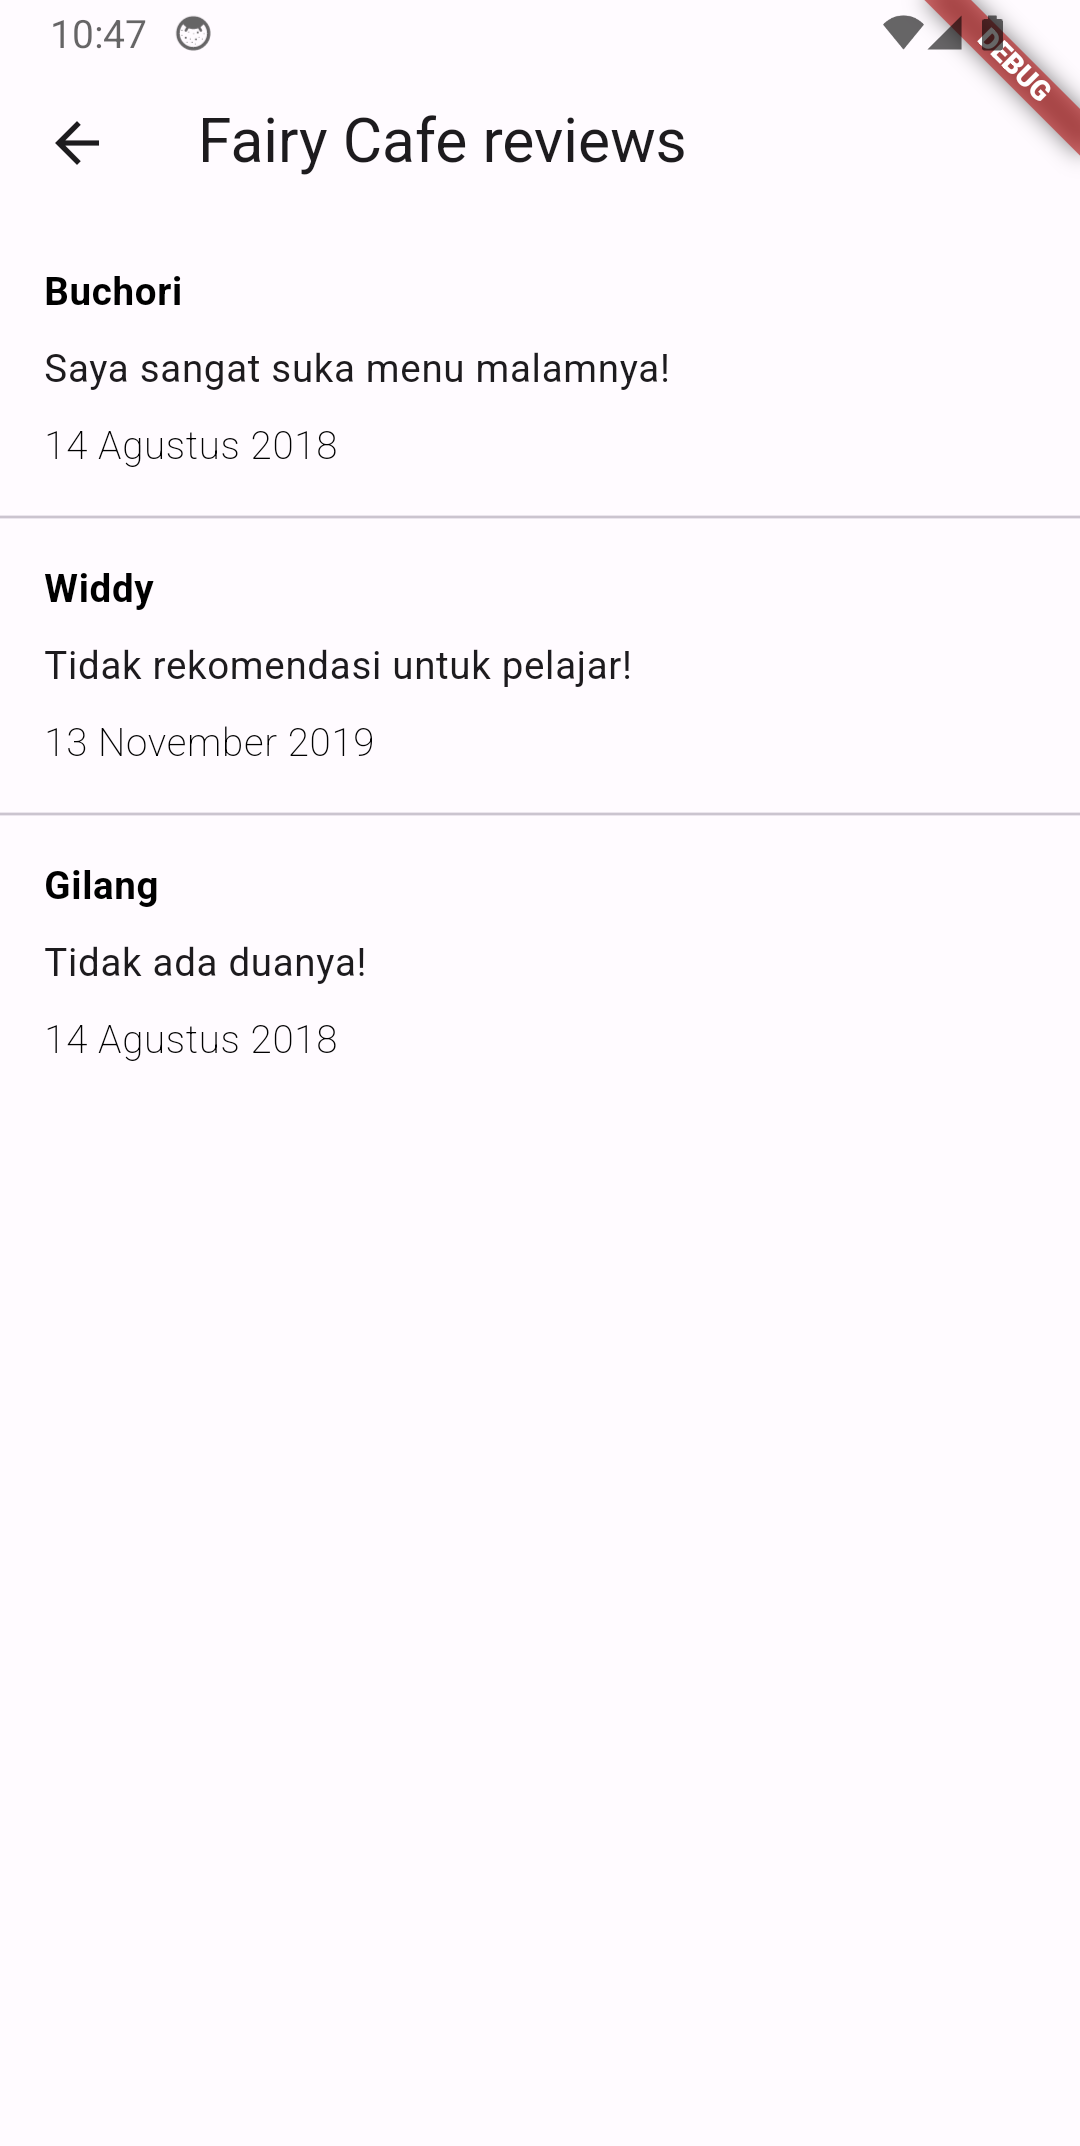 10:47
DEBUG
Fairy Cafe reviews
Buchori
Saya sangat suka menu malamnya!
14 Agustus 2018
Widdy
Tidak rekomendasi untuk pelajar!
13 November 2019
Gilang
Tidak ada duanya!
14 Agustus 2018